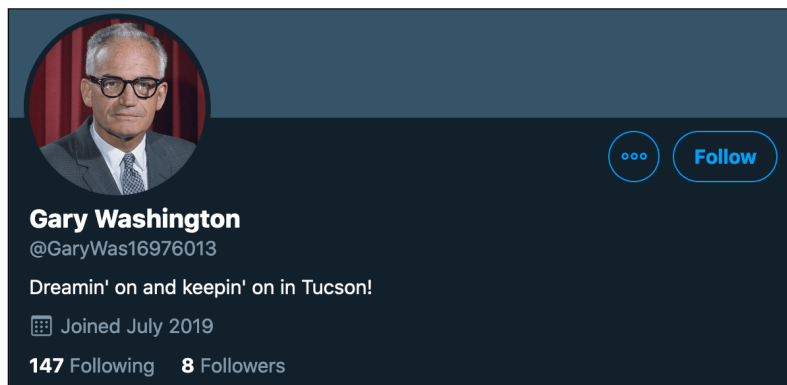 Follow
Gary Washington
@GaryWas16976013
Dreamin' on and keepin' on in Tucson!
Joined July 2019
147 Following 8 Followers